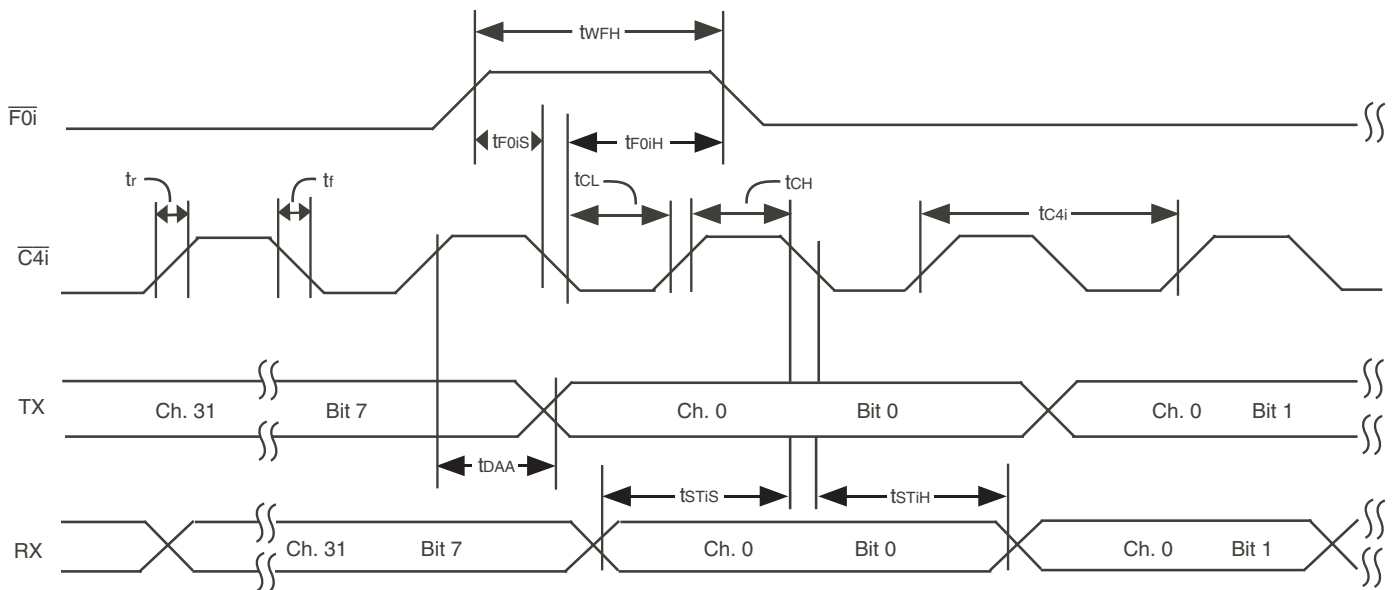 tWFH
F0i
tF0iS
tF0iH
tr
tf
tCL
tCH
tC4i
C4i
TX
Ch. 31 Bit 7
Ch. 0 Bit 0
Ch. 0 Bit 1
tDAA
tSTiS
tSTiH
RX
Ch. 31 Bit 7
Ch. 0 Bit 0
Ch. 0 Bit 1